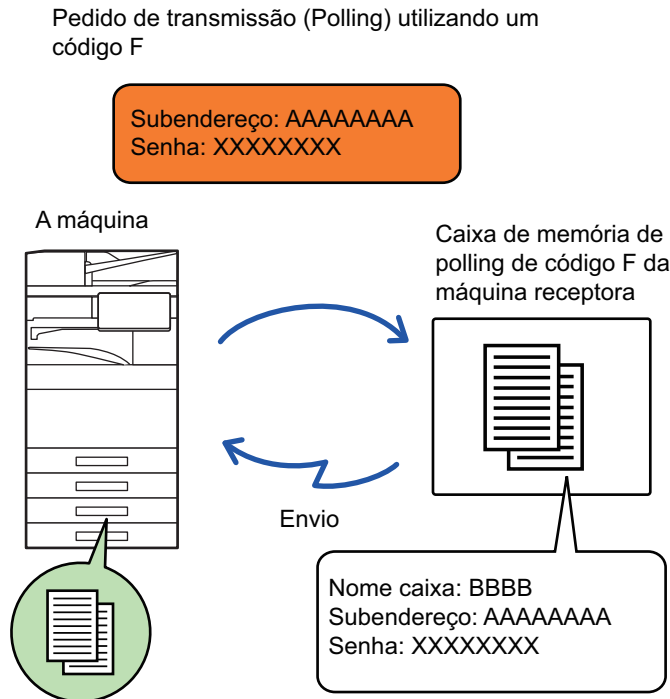 Pedido de transmissão (Polling) utilizando um
código F
Subendereço: AAAAAAAA
Senha: XXXXXXXX
A máquina
Caixa de memória de
polling de código F da
máquina receptora
Envio
Nome caixa: BBBB
Subendereço: AAAAAAAA
Senha: XXXXXXXX